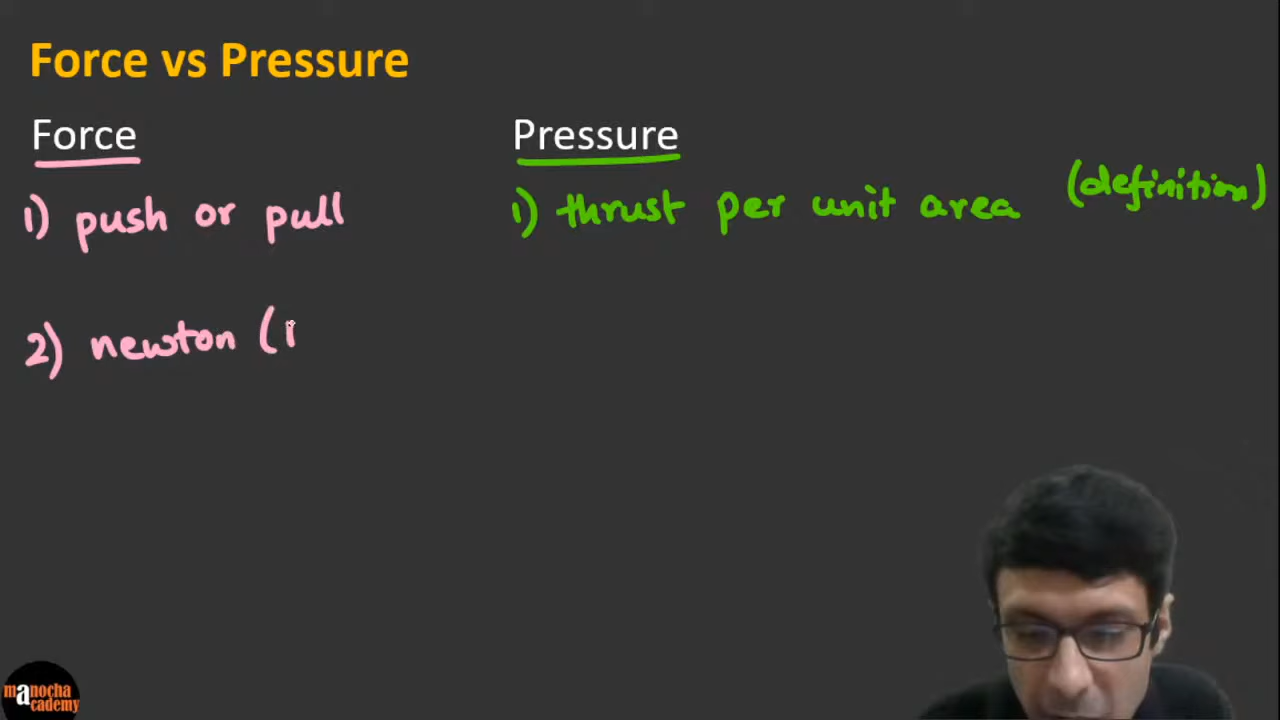 Force vs Pressure
Force
Pressure
1) push or pull
1) thrust per unit area (definition)
2) newton (
manocha
academy